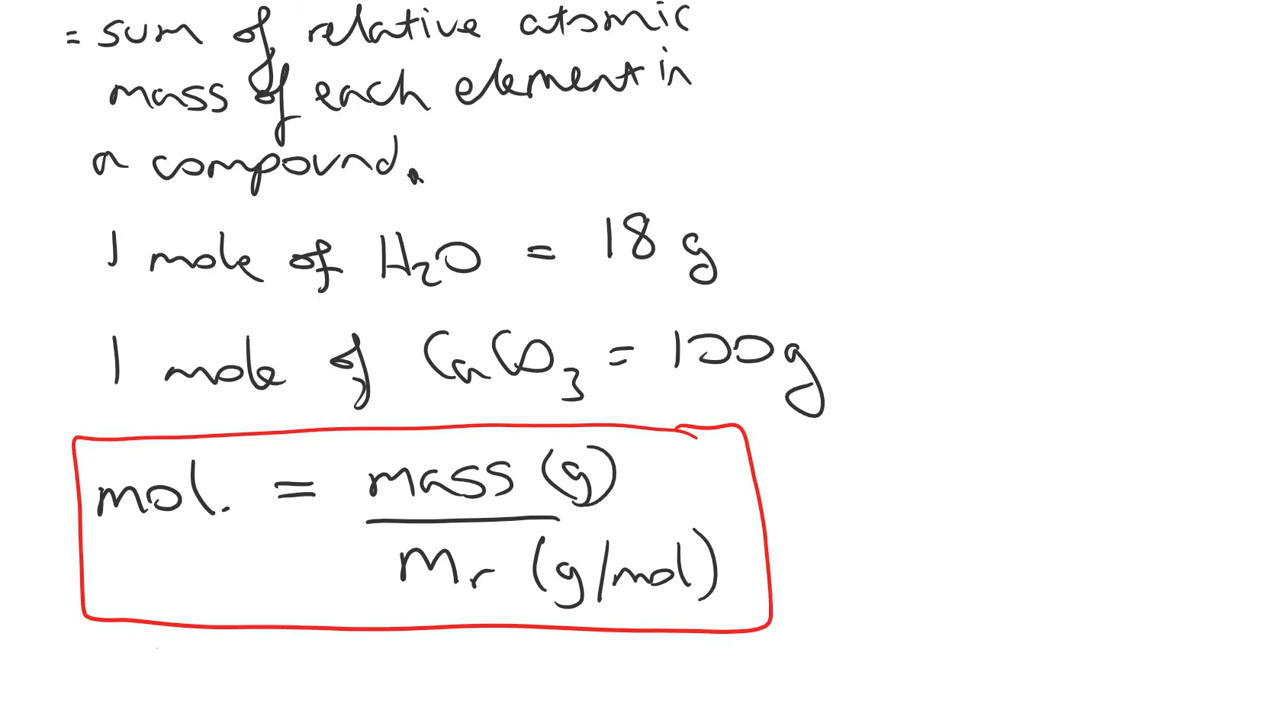 = sum of relative atomic
mass of each element in
a compound.
1 mole of H₂O = 18 g
1 mole of CaCO₃ = 100g
mol. = mass (g)
Mr (g/mol)